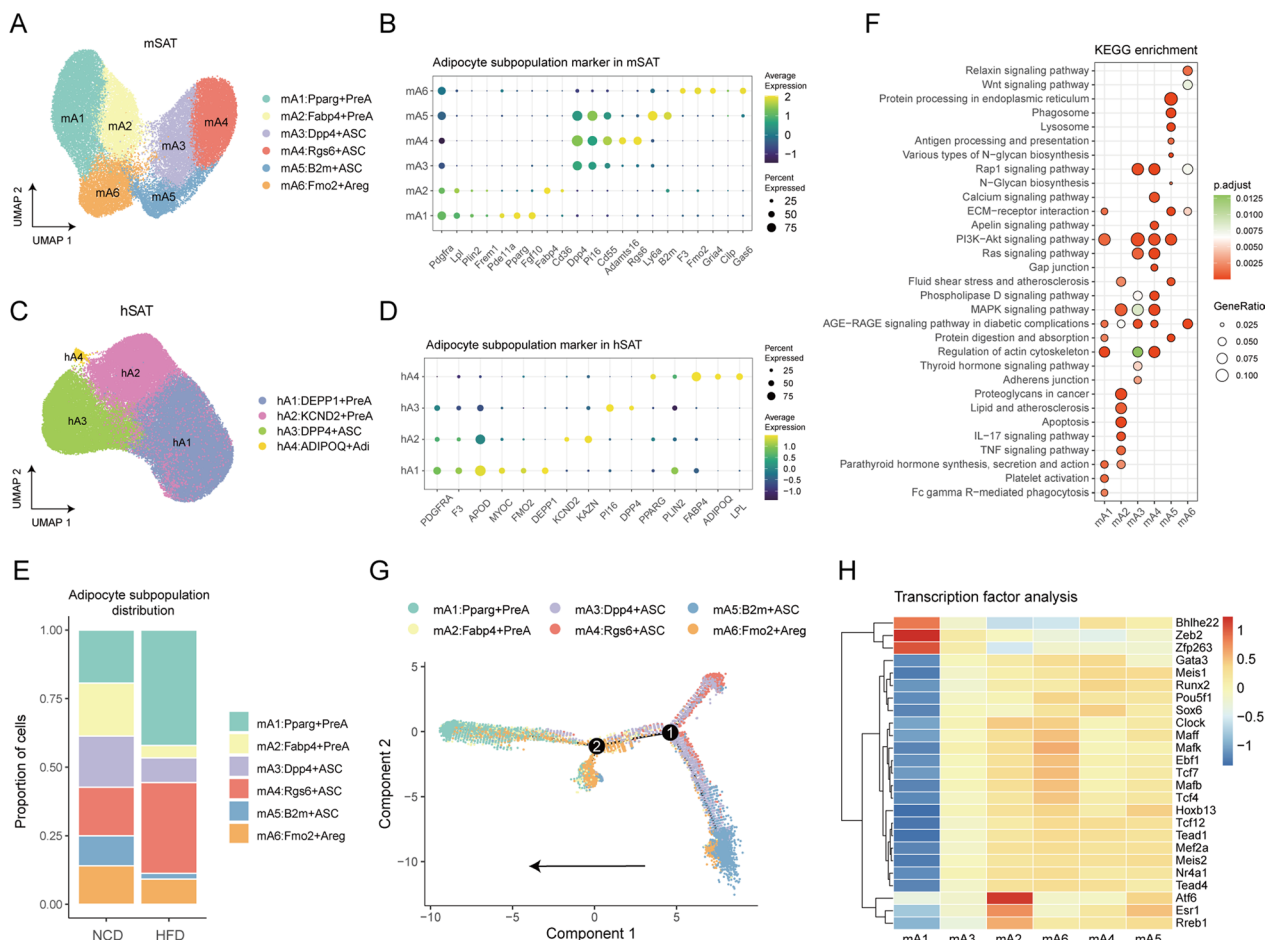 A
mSAT
mA1
mA2
mA3
mA4
mA5
mA6
UMAP 2
UMAP 1
mA1:Pparg+PreA
mA2:Fabp4+PreA
mA3:Dpp4+ASC
mA4:Rgs6+ASC
mA5:B2m+ASC
mA6:Fmo2+Areg
B
Adipocyte subpopulation marker in mSAT
mA6
mA5
mA4
mA3
mA2
mA1
Pdgfra
Lpl
Plin2
Frem1
Pde11a
Pparg
Fgf10
Fabp4
Cd36
Dpp4
Pi16
Cd55
Adamts16
Rgs6
Ly6a
B2m
F3
Fmo2
Gria4
Cilp
Gas6
Average
Expression
2
1
0
−1
Percent
Expressed
25
50
75
C
hSAT
hA4
hA2
hA3
hA1
UMAP 2
UMAP 1
hA1:DEPP1+PreA
hA2:KCND2+PreA
hA3:DPP4+ASC
hA4:ADIPOQ+Adi
D
Adipocyte subpopulation marker in hSAT
hA4
hA3
hA2
hA1
PDGFRA
F3
APOD
MYOC
FMO2
DEPP1
KCND2
KAZN
PI16
DPP4
PPARG
PLIN2
FABP4
ADIPOQ
LPL
Percent
Expressed
25
50
75
Average
Expression
1.0
0.5
0.0
−0.5
−1.0
E
Adipocyte subpopulation
distribution
Proportion of cells
1.00
0.75
0.50
0.25
0.00
NCD
HFD
mA1:Pparg+PreA
mA2:Fabp4+PreA
mA3:Dpp4+ASC
mA4:Rgs6+ASC
mA5:B2m+ASC
mA6:Fmo2+Areg
F
KEGG enrichment
Relaxin signaling pathway
Wnt signaling pathway
Protein processing in endoplasmic reticulum
Phagosome
Lysosome
Antigen processing and presentation
Various types of N−glycan biosynthesis
Rap1 signaling pathway
N−Glycan biosynthesis
Calcium signaling pathway
ECM−receptor interaction
Apelin signaling pathway
PI3K−Akt signaling pathway
Ras signaling pathway
Gap junction
Fluid shear stress and atherosclerosis
Phospholipase D signaling pathway
MAPK signaling pathway
AGE−RAGE signaling pathway in diabetic complications
Protein digestion and absorption
Regulation of actin cytoskeleton
Thyroid hormone signaling pathway
Adherens junction
Proteoglycans in cancer
Lipid and atherosclerosis
Apoptosis
IL−17 signaling pathway
TNF signaling pathway
Parathyroid hormone synthesis, secretion and action
Platelet activation
Fc gamma R−mediated phagocytosis
mA1
mA2
mA3
mA4
mA5
mA6
p.adjust
0.0125
0.0100
0.0075
0.0050
0.0025
GeneRatio
0.025
0.050
0.075
0.100
G
mA1:Pparg+PreA
mA2:Fabp4+PreA
mA3:Dpp4+ASC
mA4:Rgs6+ASC
mA5:B2m+ASC
mA6:Fmo2+Areg
Component 2
5
0
−5
−10
1
2
−10
−5
0
5
Component 1
H
Transcription factor analysis
Bhlhe22
Zeb2
Zfp263
Gata3
Meis1
Runx2
Pou5f1
Sox6
Clock
Maff
Mafk
Ebf1
Tcf7
Mafb
Tcf4
Hoxb13
Tcf12
Tead1
Mef2a
Meis2
Nr4a1
Tead4
Atf6
Esr1
Rreb1
mA1
mA3
mA2
mA6
mA4
mA5
1
0.5
0
−0.5
−1